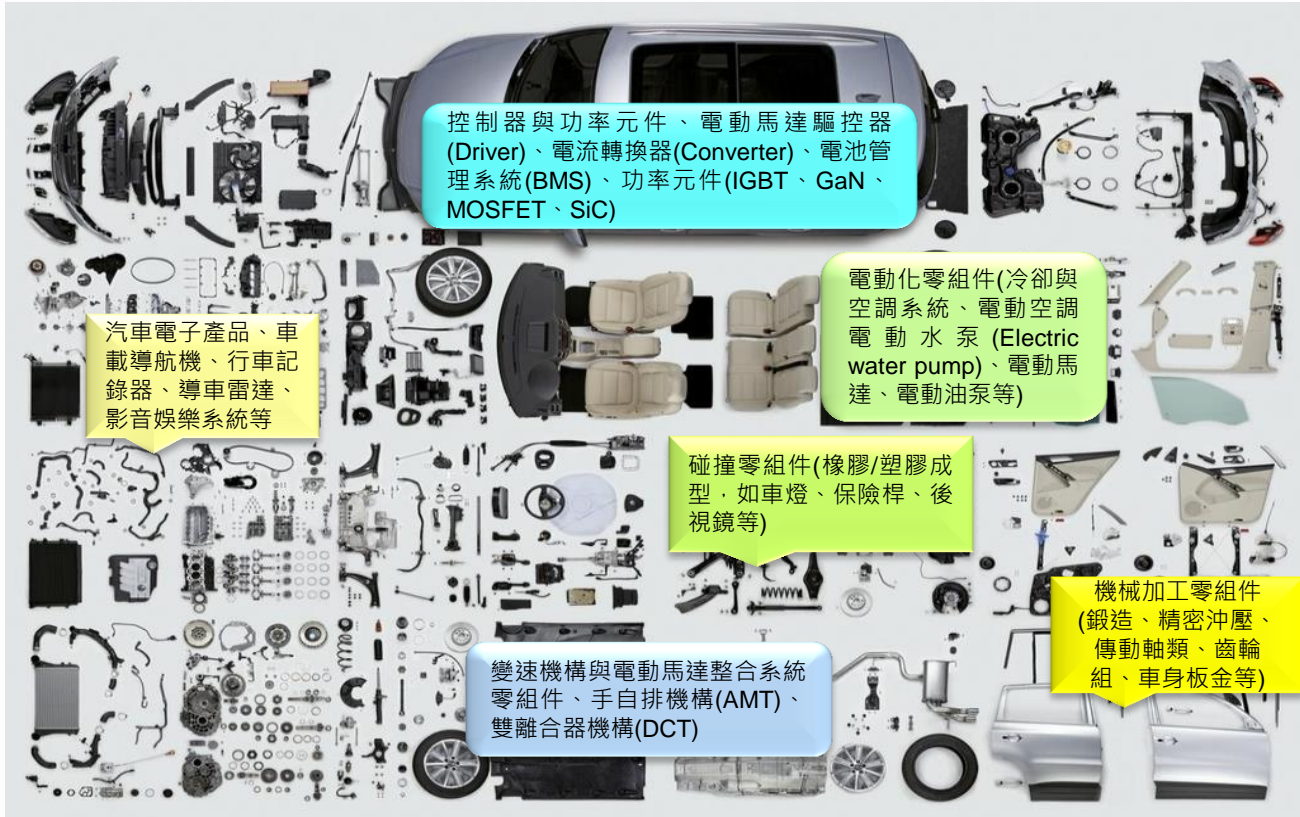 控制器與功率元件、電動馬達驅控器
(Driver)、電流轉換器(Converter)、電池管
理系統(BMS)、功率元件(IGBT、GaN、
MOSFET、SiC)
電動化零組件(冷卻與
空調系統、電動空調
電動水泵(Electric
water pump)、電動馬
達、電動油泵等)
汽車電子產品、車
載導航機、行車記
錄器、導車雷達、
影音娛樂系統等
碰撞零組件(橡膠/塑膠成
型，如車燈、保險桿、後
視鏡等)
機械加工零組件
(鍛造、精密沖壓、
傳動軸類、齒輪
組、車身板金等)
變速機構與電動馬達整合系統
零組件、手自排機構(AMT)、
雙離合器機構(DCT)